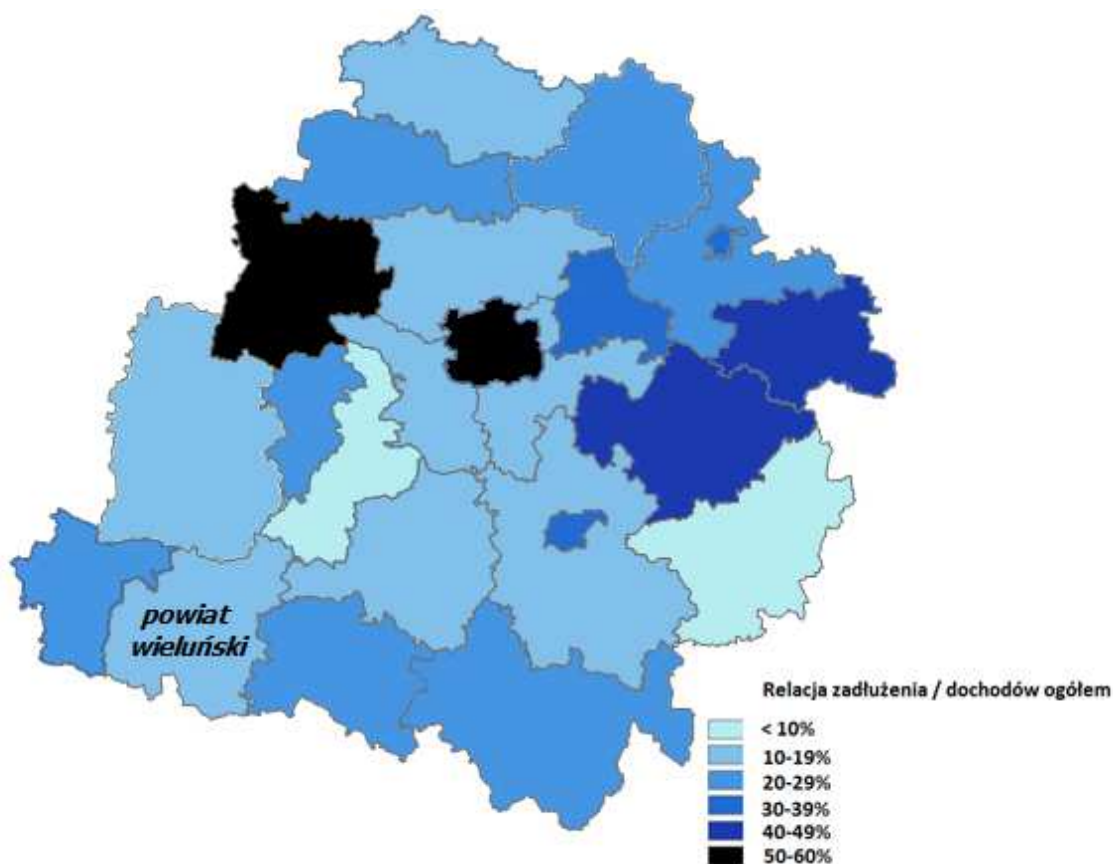 powiat
wieluński
Relacja zadłużenia / dochodów ogółem
< 10%
10-19%
20-29%
30-39%
40-49%
50-60%